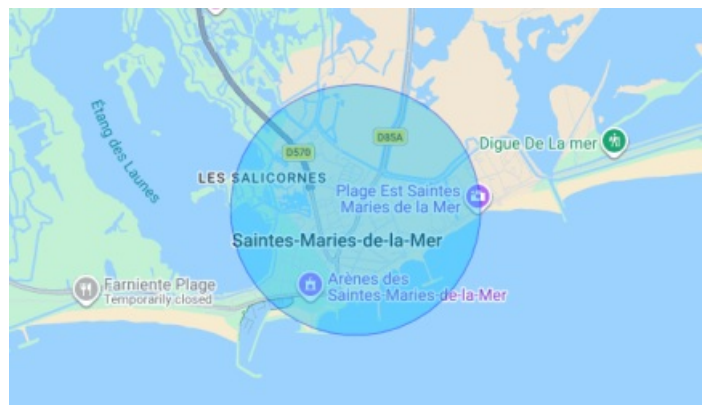 Étang des Launes
D85A
D570
Digue De La mer
LES SALICORNES
Plage Est Saintes
Maries de la Mer
Saintes-Maries-de-la-Mer
Farniente Plage
Temporarily closed
Arènes des
Saintes-Maries-de-la-Mer